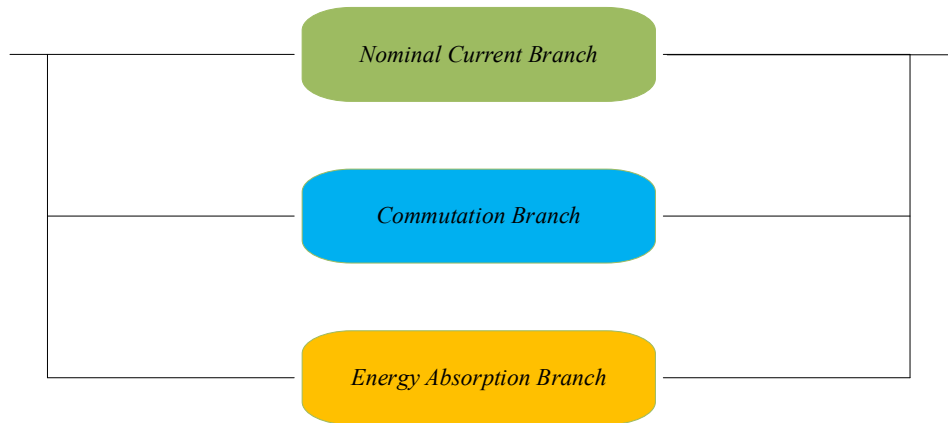 Nominal Current Branch
Commutation Branch
Energy Absorption Branch